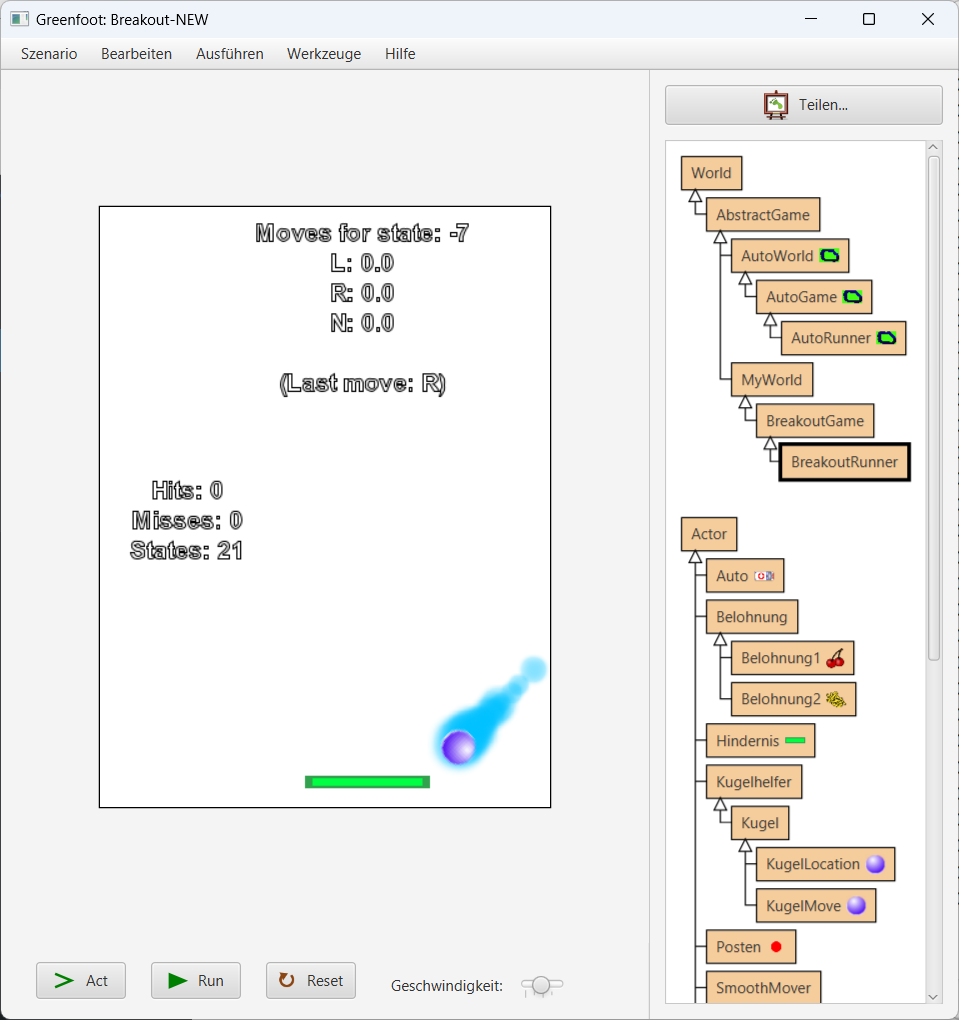 Greenfoot: Breakout-NEW
Szenario Bearbeiten Ausführen Werkzeuge Hilfe
Moves for state: -7
L: 0.0
R: 0.0
N: 0.0
(Last move: R)
Hits: 0
Misses: 0
States: 21
Act Run Reset Geschwindigkeit:
Teilen...
World
AbstractGame
AutoWorld
AutoGame
AutoRunner
MyWorld
BreakoutGame
BreakoutRunner
Actor
Auto
Belohnung
Belohnung1
Belohnung2
Hindernis
Kugelhelfer
Kugel
KugelLocation
KugelMove
Posten
SmoothMover